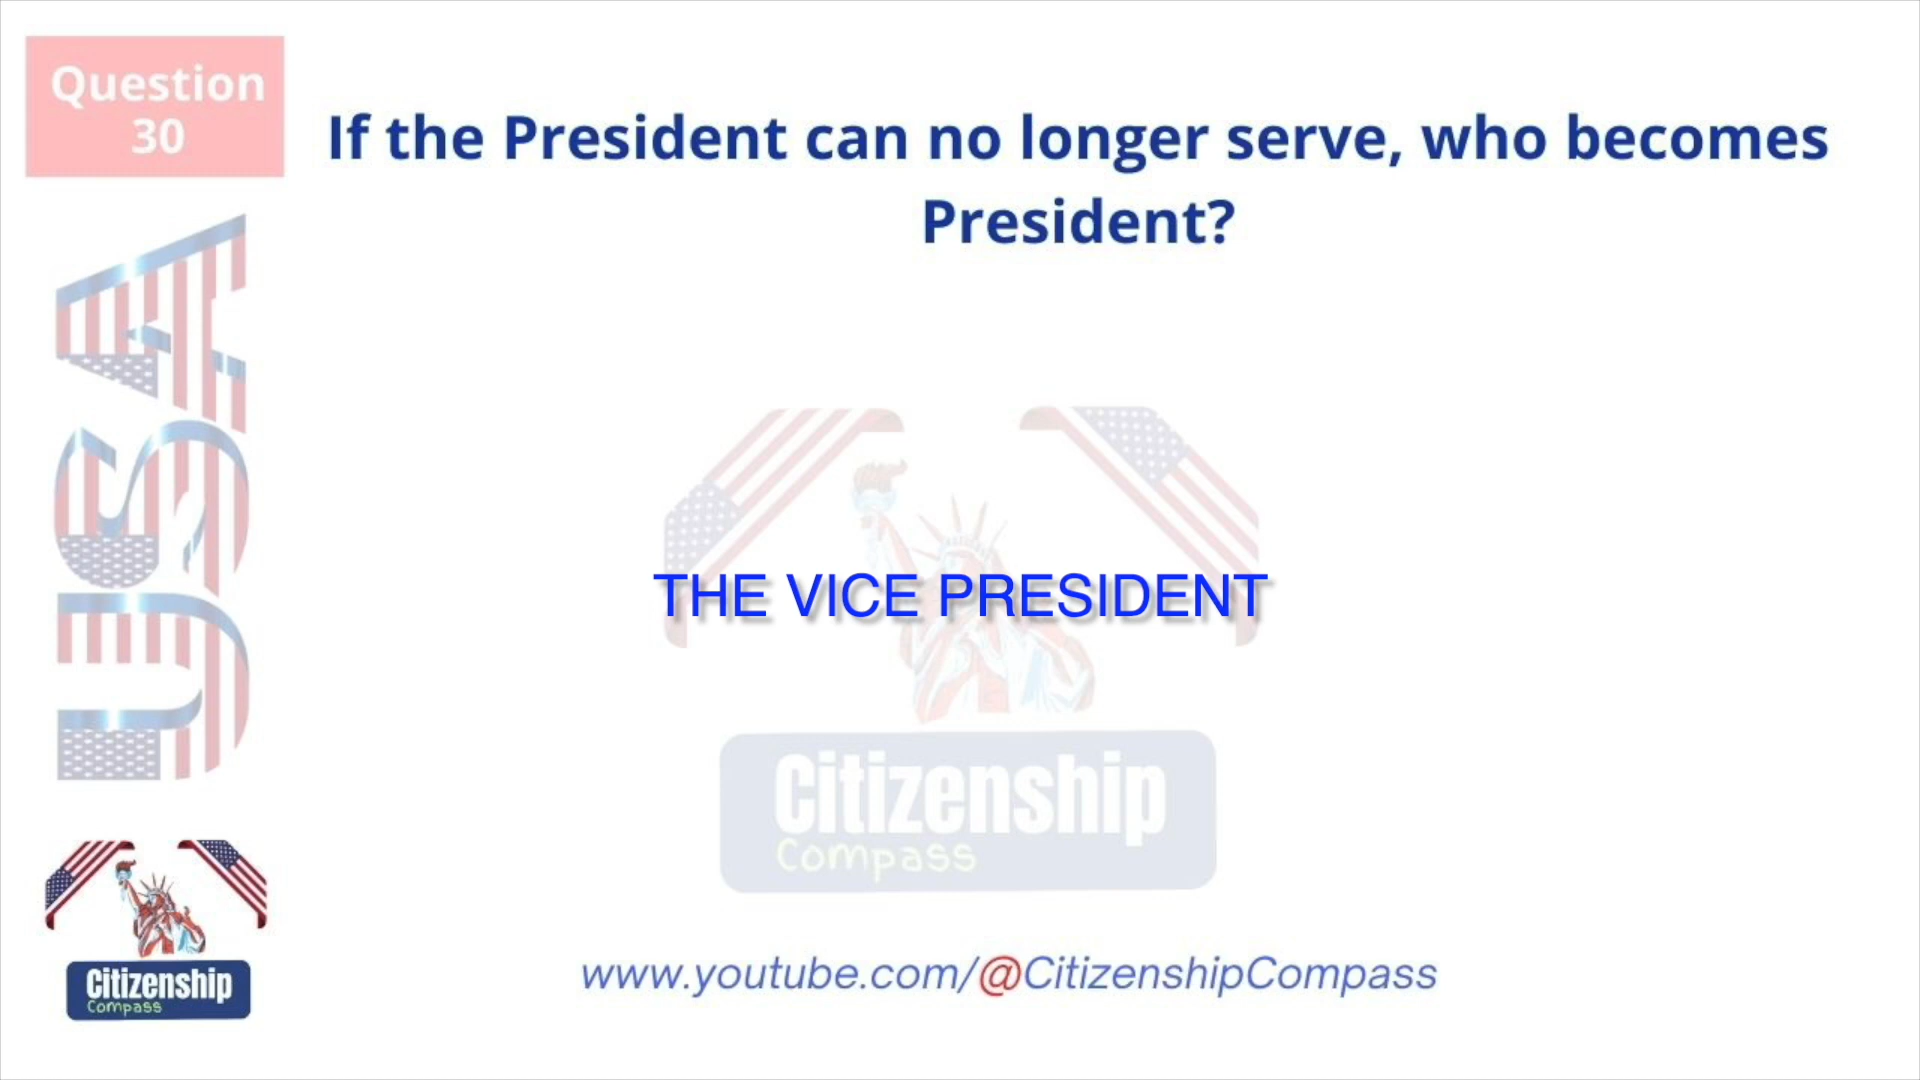 Question
30
If the President can no longer serve, who becomes
President?
THE VICE PRESIDENT
Citizenship
Compass
www.youtube.com/@CitizenshipCompass
USA
Citizenship
Compass